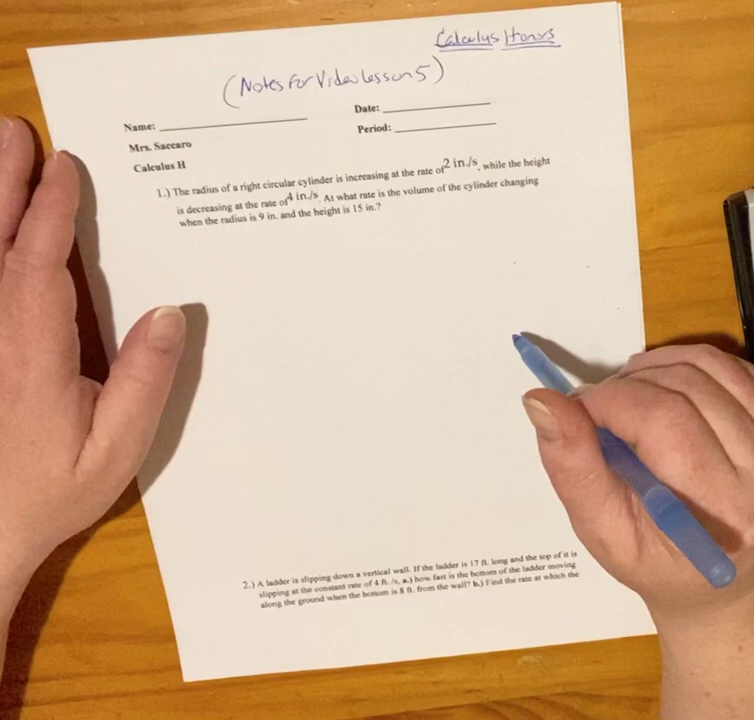 Calculus Honors
(Notes For Video Lesson 5)
Name:
Date:
Mrs. Saccaro
Period:
Calculus H
1.) The radius of a right circular cylinder is increasing at the rate of 2 in./s, while the height
is decreasing at the rate of 4 in./s. At what rate is the volume of the cylinder changing
when the radius is 9 in. and the height is 15 in.?
2.) A ladder is slipping down a vertical wall. If the ladder is 17 ft. long and the top of it is
slipping at the constant rate of 4 ft. /s, a.) how fast is the bottom of the ladder moving
along the ground when the bottom is 8 ft. from the wall? b.) Find the rate at which the